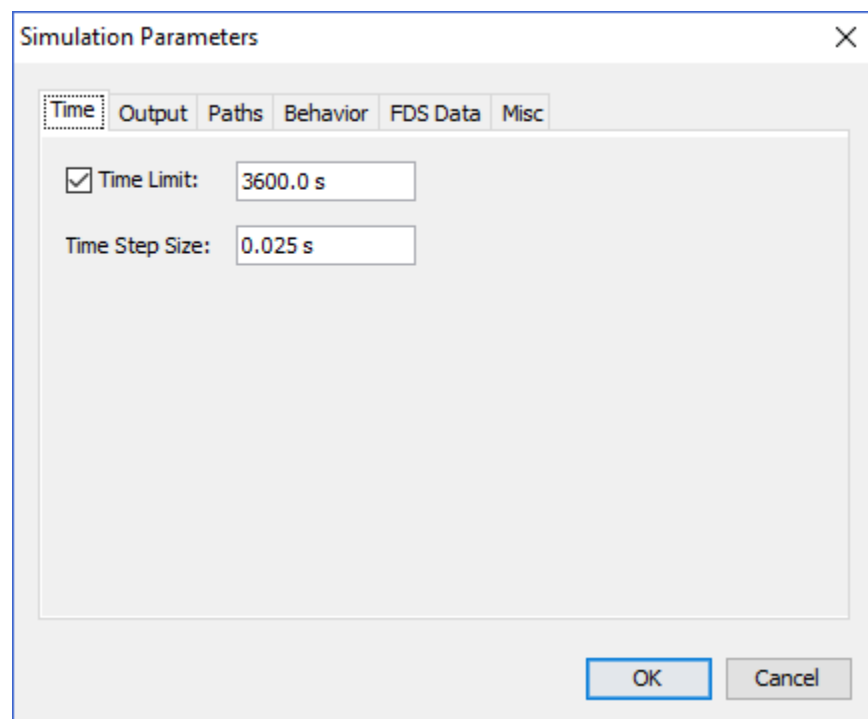 Simulation Parameters
Time Output Paths Behavior FDS Data Misc
Time Limit: 3600.0 s
Time Step Size: 0.025 s
OK Cancel